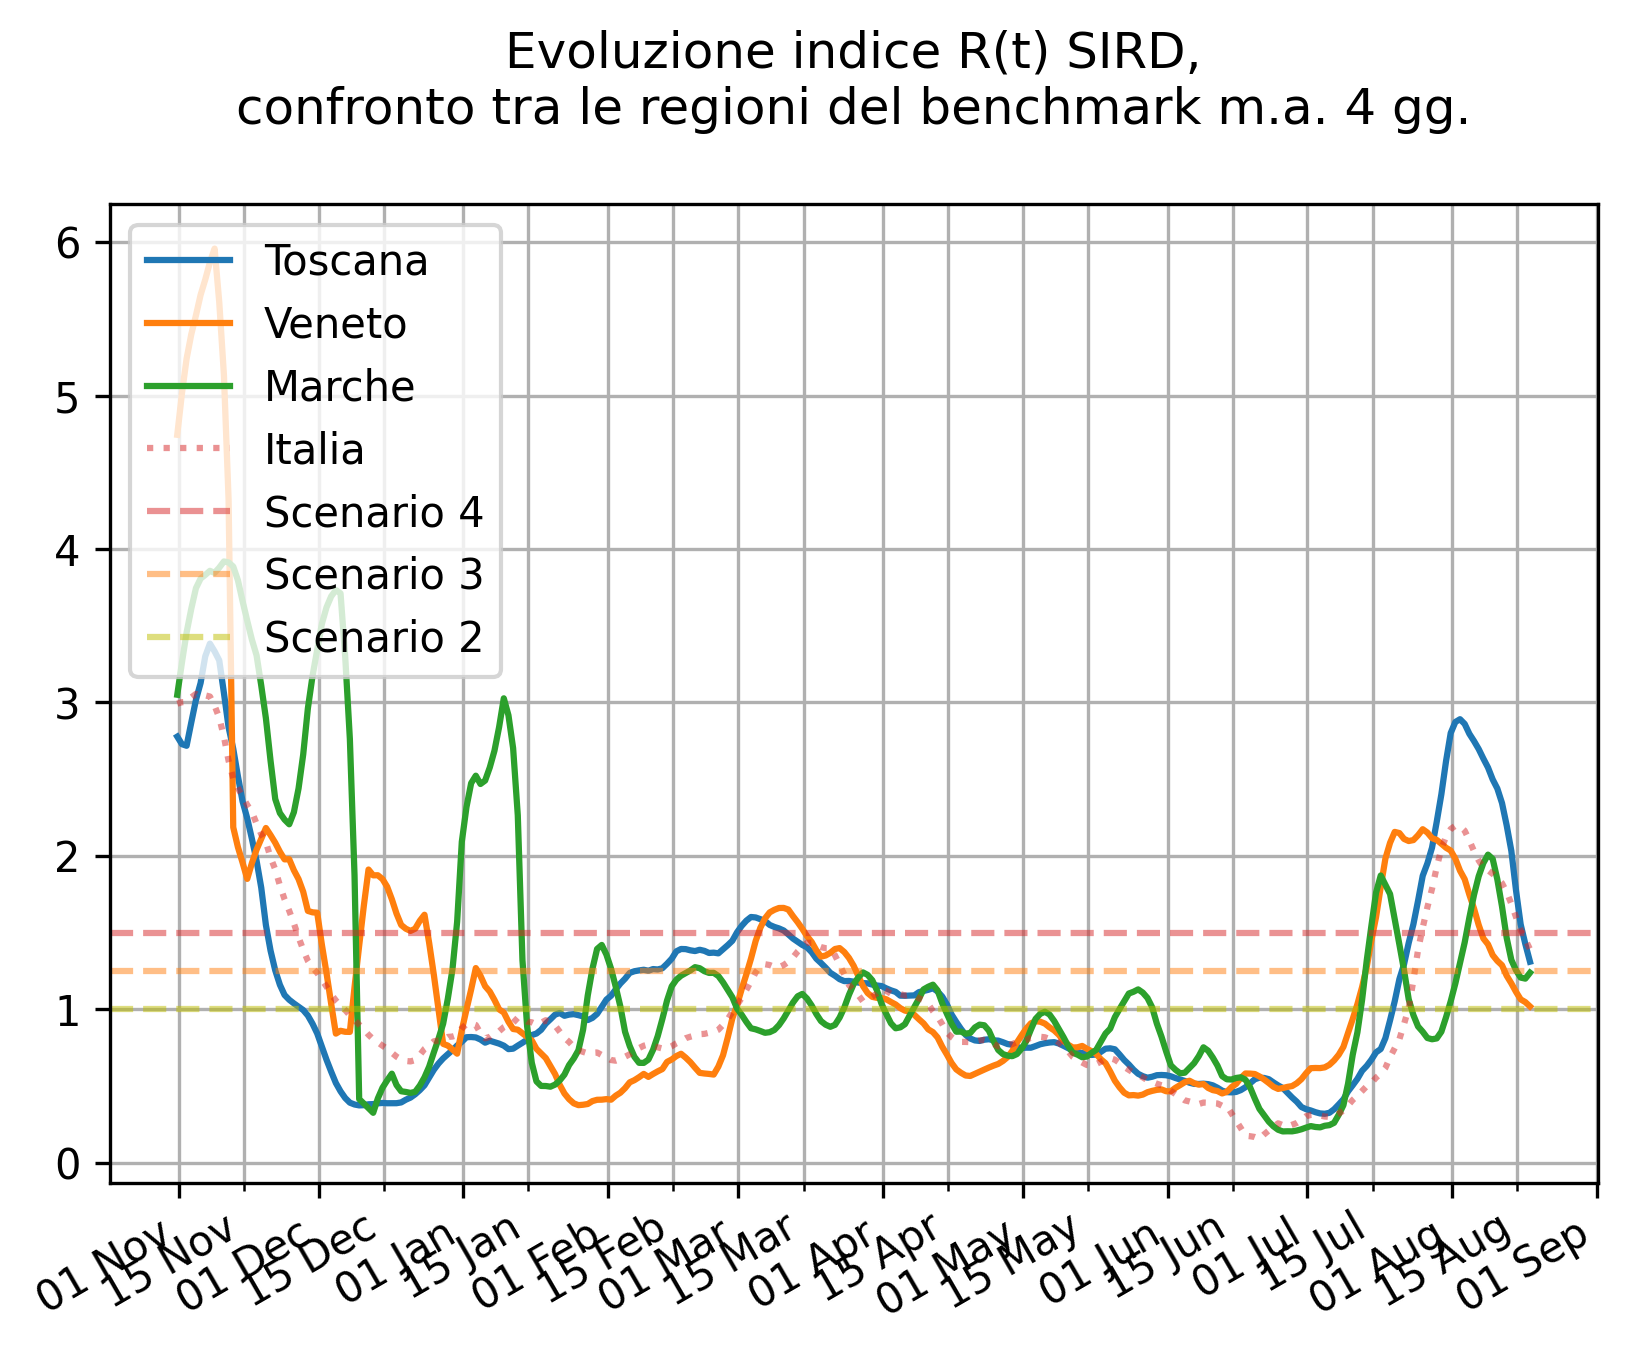 Evoluzione indice R(t) SIRD,
confronto tra le regioni del benchmark m.a. 4 gg.
6
5
4
3
2
1
0
Toscana
Veneto
Marche
Italia
Scenario 4
Scenario 3
Scenario 2
01 Nov
15 Nov
01 Dec
15 Dec
01 Jan
15 Jan
01 Feb
15 Feb
01 Mar
15 Mar
01 Apr
15 Apr
01 May
15 May
01 Jun
15 Jun
01 Jul
15 Jul
01 Aug
15 Aug
01 Sep